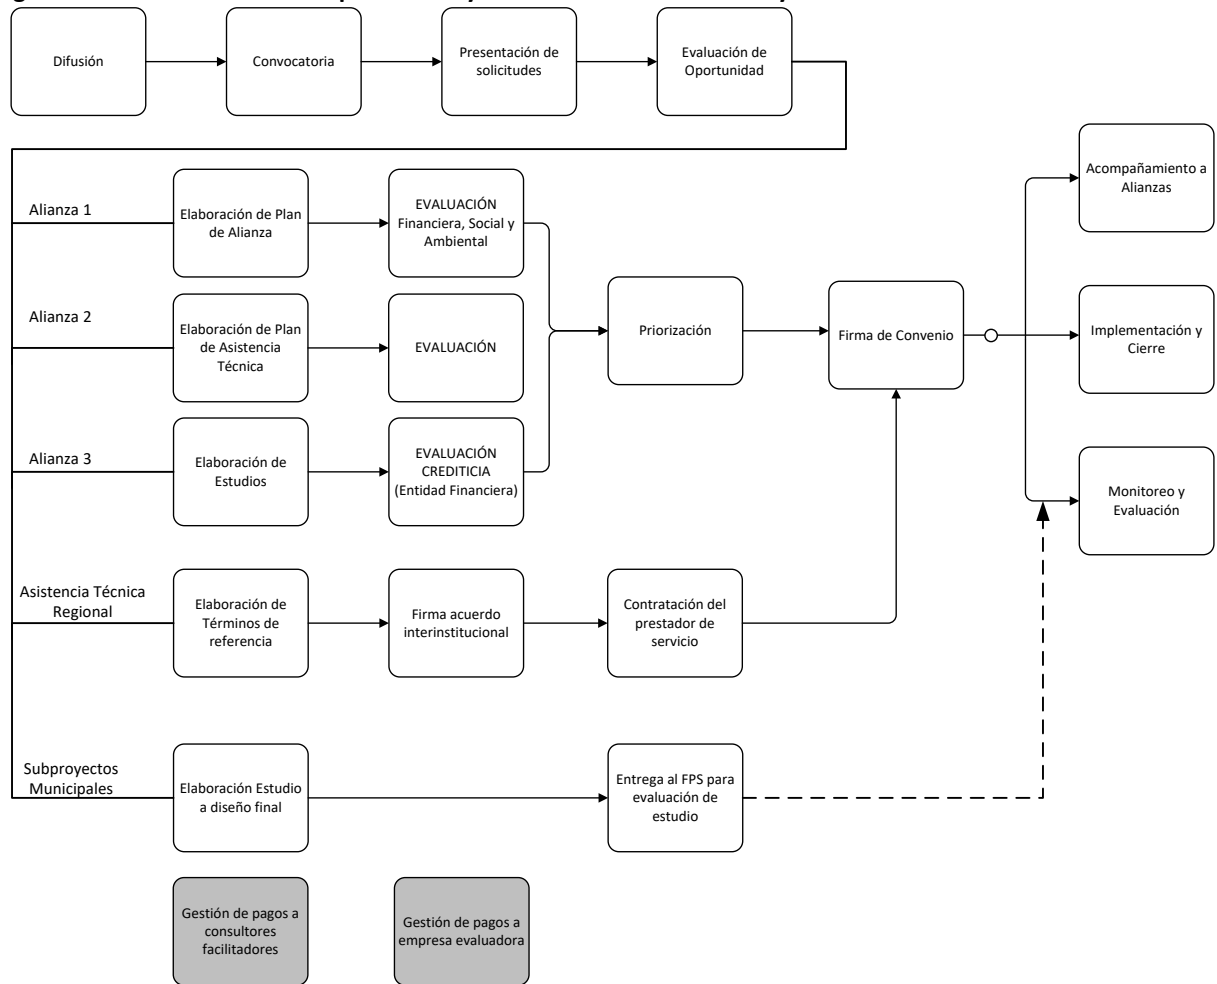 Difusión
Convocatoria
Presentación de
solicitudes
Evaluación de
Oportunidad
Acompañamiento a
Alianzas
Alianza 1
Elaboración de Plan
de Alianza
EVALUACIÓN
Financiera, Social y
Ambiental
Alianza 2
Elaboración de Plan
de Asistencia
Técnica
EVALUACIÓN
Priorización
Firma de Convenio
Implementación y
Cierre
Alianza 3
Elaboración de
Estudios
EVALUACIÓN
CREDITICIA
(Entidad Financiera)
Monitoreo y
Evaluación
Asistencia Técnica
Regional
Elaboración de
Términos de
referencia
Firma acuerdo
interinstitucional
Contratación del
prestador de
servicio
Subproyectos
Municipales
Elaboración Estudio
a diseño final
Entrega al FPS para
evaluación de
estudio
Gestión de pagos a
consultores
facilitadores
Gestión de pagos a
empresa evaluadora